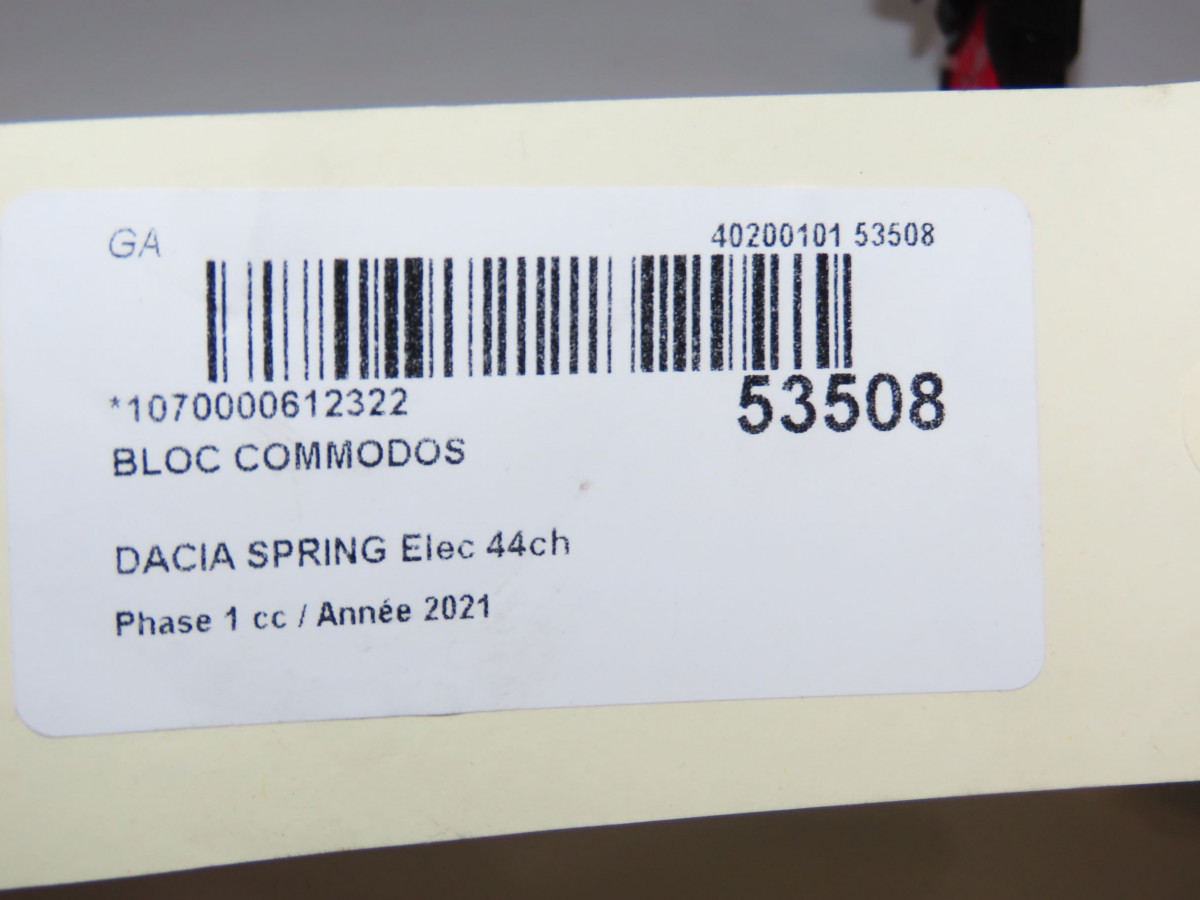 GA
40200101 53508
*1070000612322
53508
BLOC COMMODOS
DACIA SPRING Elec 44ch
Phase 1 cc / Année 2021